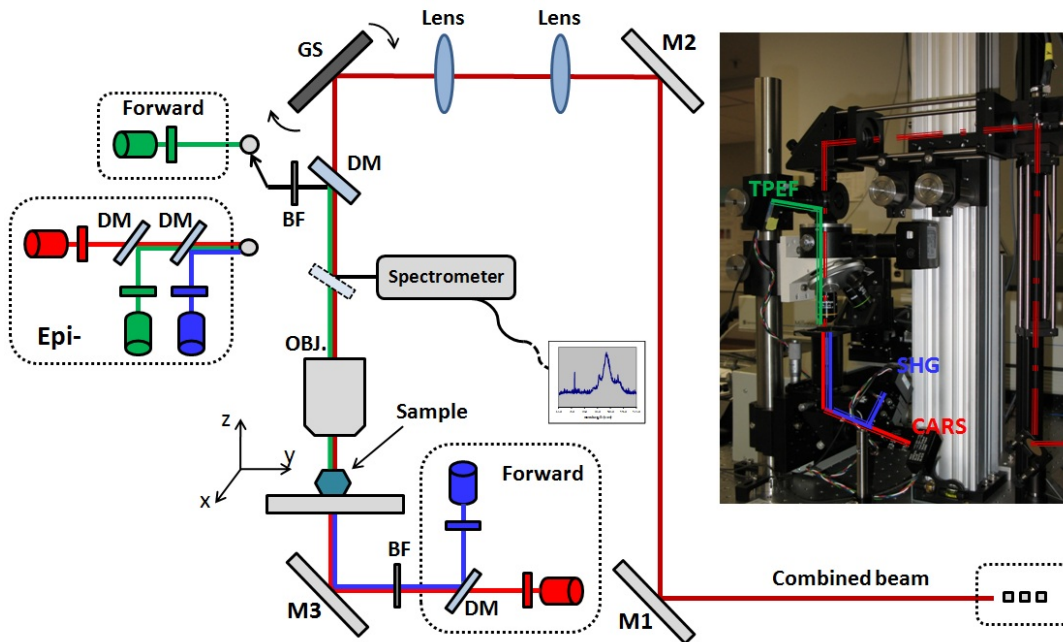 Lens
Lens
GS
M2
Forward
DM
BF
TPEF
DM
DM
Spectrometer
Epi-
OBJ.
SHG
Sample
CARS
z
y
x
Forward
BF
Combined beam
M3
DM
M1